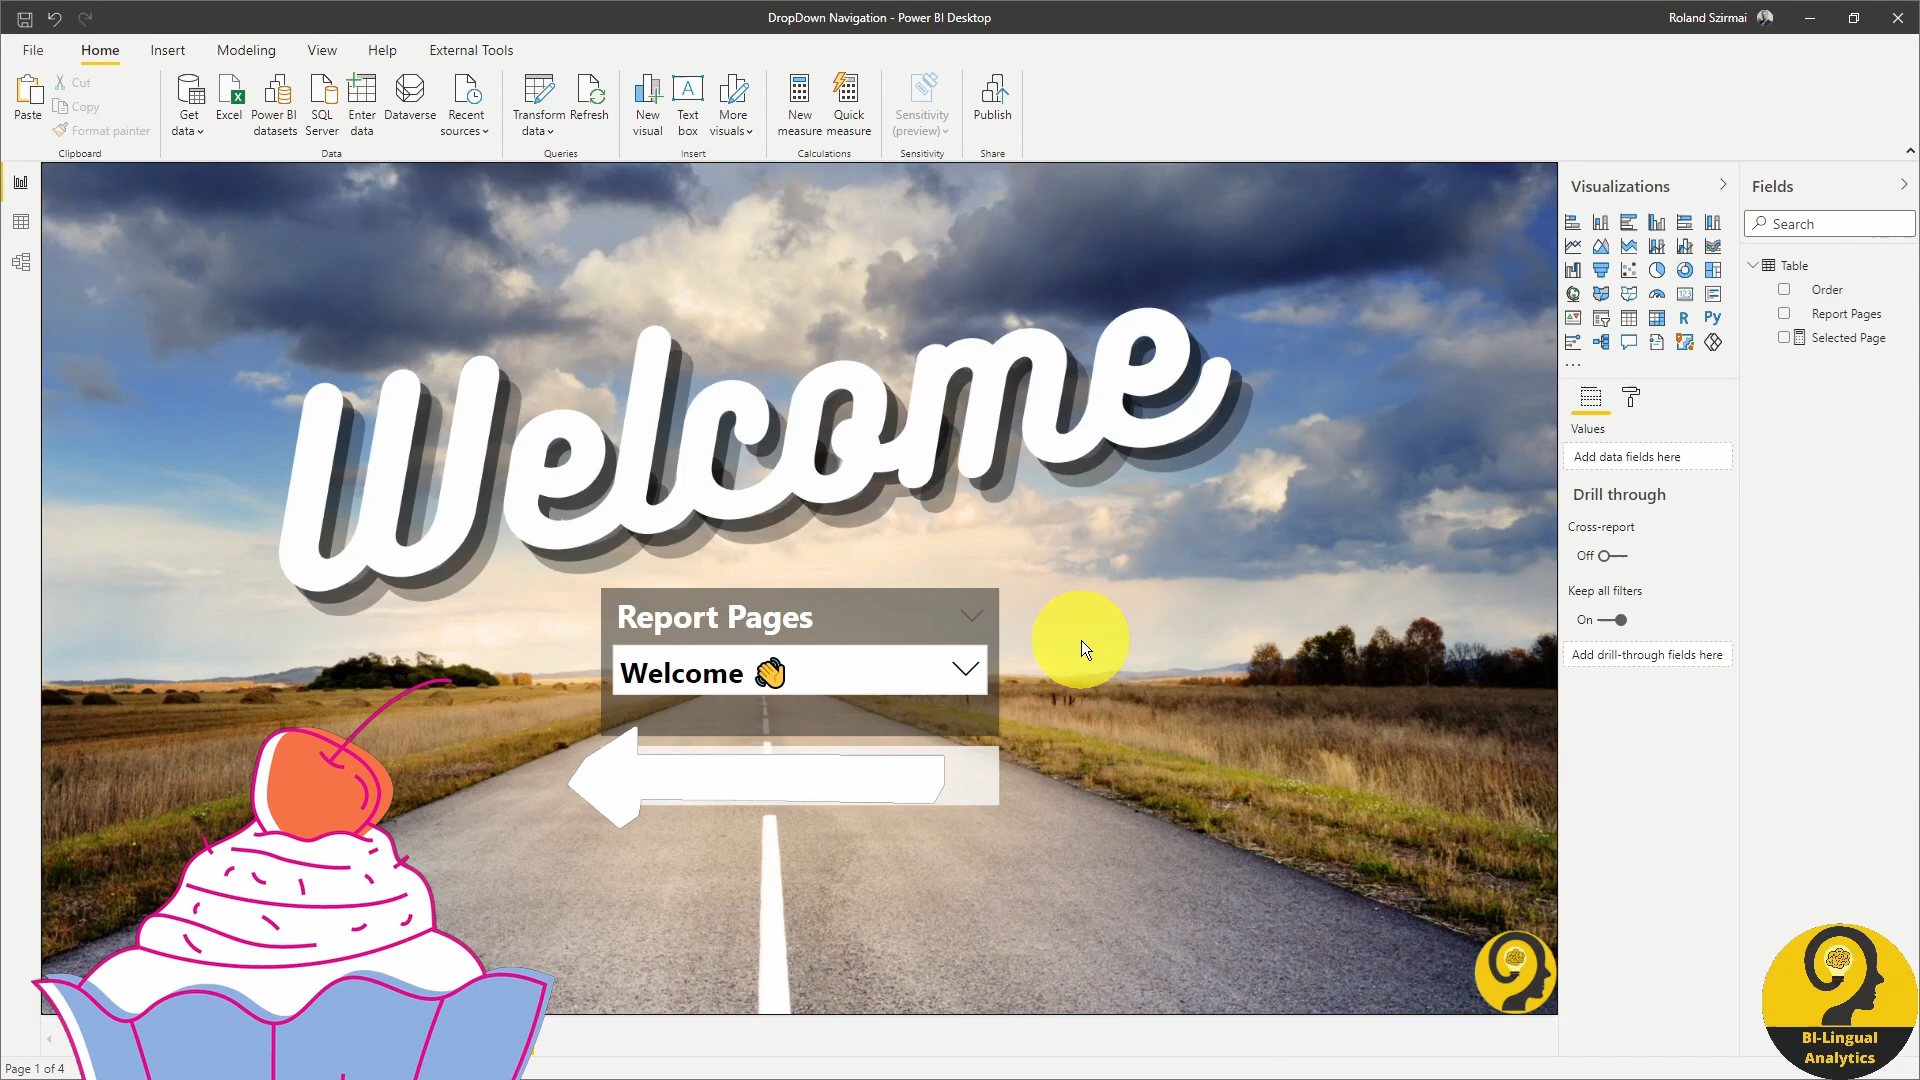 DropDown Navigation - Power BI Desktop
Roland Szirmai
File Home Insert Modeling View Help External Tools
Paste
Cut
Copy
Format painter
Clipboard
Get data
Excel
Power BI datasets
SQL Server
Enter data
Dataverse
Recent sources
Data
Transform data
Refresh
Queries
New visual
Text box
More visuals
Insert
New measure
Quick measure
Calculations
Sensitivity (preview)
Sensitivity
Publish
Share
Welcome
Report Pages
Welcome 👋
Visualizations
R
Py
Values
Add data fields here
Drill through
Cross-report
Off
Keep all filters
On
Add drill-through fields here
Fields
Search
Table
Order
Report Pages
Selected Page
BI-Lingual
Analytics
Page 1 of 4